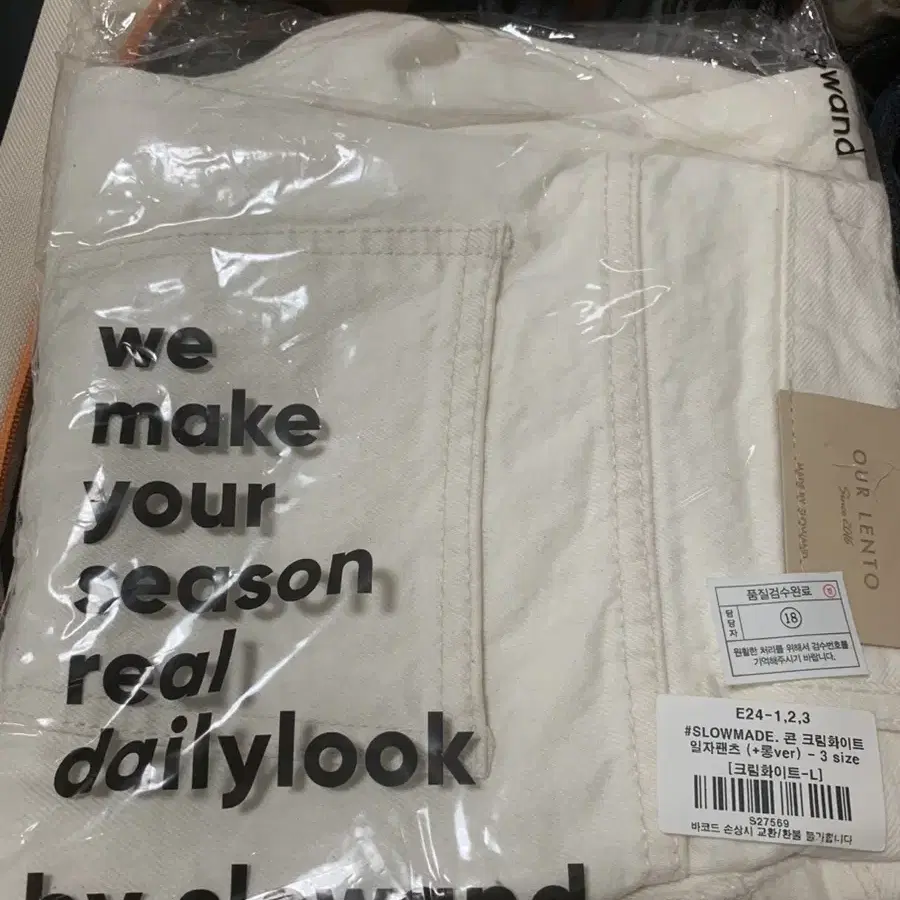 we
make
your
season
real
dailylook
by slowand
OUR LENTO
Since 2016
품질검수완료
담당자
18
원활한 처리를 위해서 검수번호를
기억해주시기 바랍니다.
E24-1,2,3
#SLOWMADE. 콘 크림화이트
일자팬츠 (+롱ver) - 3 size
[크림화이트-L]
S27569
바코드 손상시 교환/환불 불가합니다